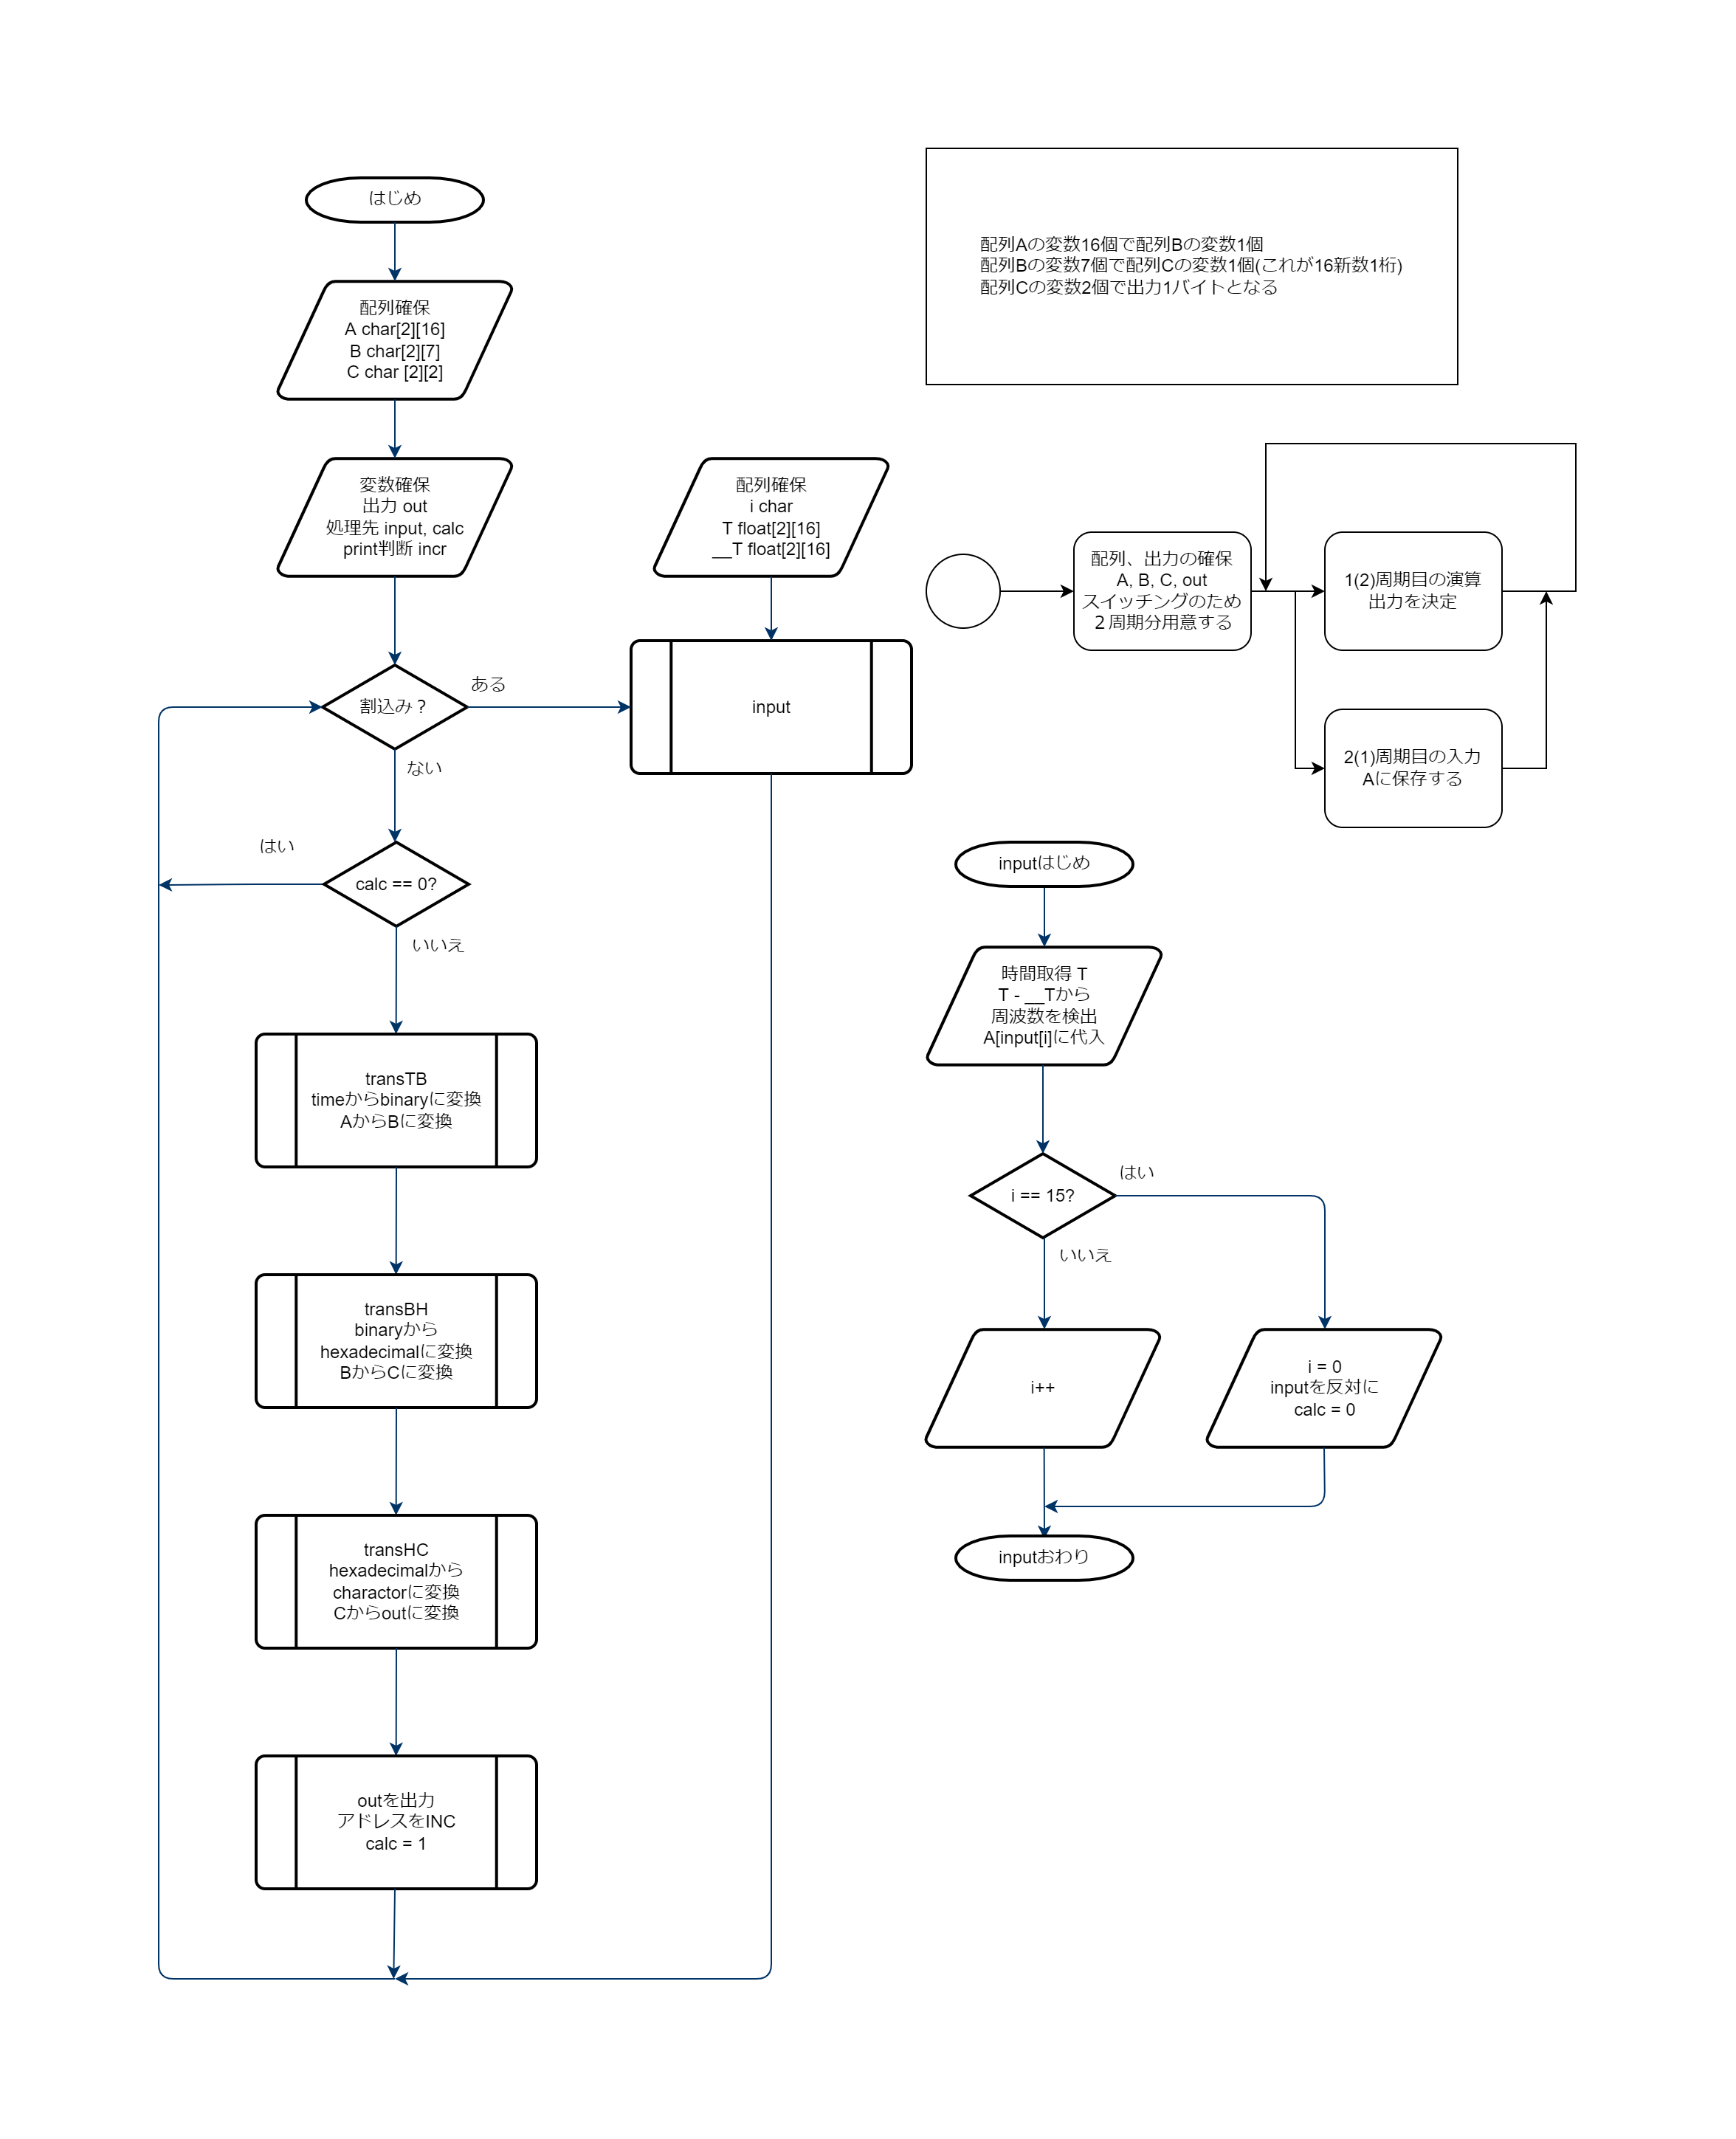 はじめ
配列確保
A char[2][16]
B char[2][7]
C char [2][2]
変数確保
出力 out
処理先 input, calc
print判断 incr
割込み？
ある
ない
calc == 0?
はい
いいえ
transTB
timeからbinaryに変換
AからBに変換
transBH
binaryから
hexadecimalに変換
BからCに変換
transHC
hexadecimalから
charactorに変換
Cからoutに変換
outを出力
アドレスをINC
calc = 1
配列確保
i char
T float[2][16]
__T float[2][16]
input
配列Aの変数16個で配列Bの変数1個
配列Bの変数7個で配列Cの変数1個(これが16新数1桁)
配列Cの変数2個で出力1バイトとなる
配列、出力の確保
A, B, C, out
スイッチングのため
２周期分用意する
1(2)周期目の演算
出力を決定
2(1)周期目の入力
Aに保存する
inputはじめ
時間取得 T
T - __Tから
周波数を検出
A[input[i]に代入
i == 15?
はい
いいえ
i++
i = 0
inputを反対に
calc = 0
inputおわり